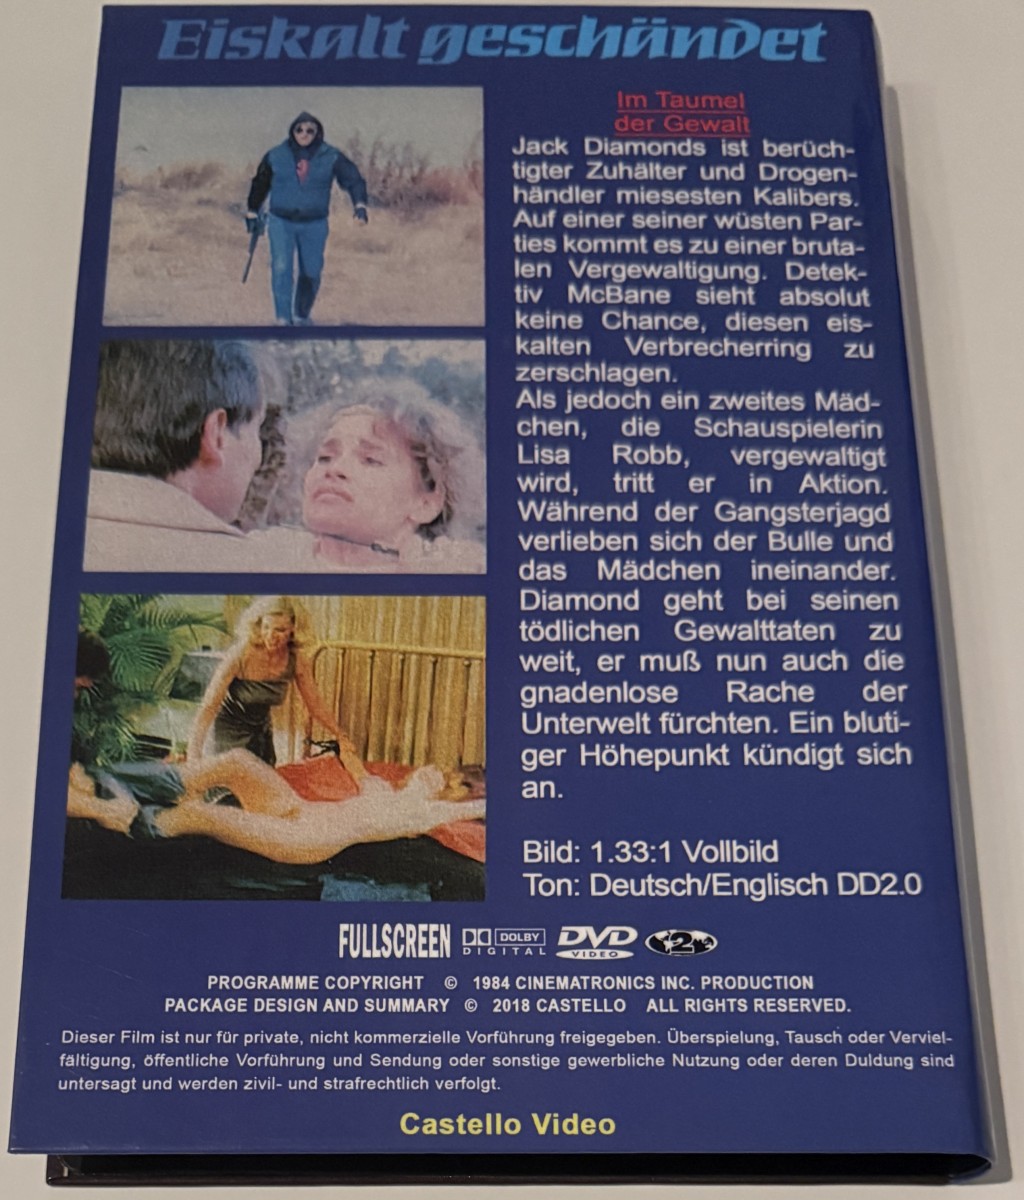 Eiskalt geschändet
Im Taumel
der Gewalt
Jack Diamonds ist berüch-
tigter Zuhälter und Drogen-
händler miesesten Kalibers.
Auf einer seiner wüsten Par-
ties kommt es zu einer bruta-
len Vergewaltigung. Detek-
tiv McBane sieht absolut
keine Chance, diesen eis-
kalten Verbrecherring zu
zerschlagen.
Als jedoch ein zweites Mäd-
chen, die Schauspielerin
Lisa Robb, vergewaltigt
wird, tritt er in Aktion.
Während der Gangsterjagd
verlieben sich der Bulle und
das Mädchen ineinander.
Diamond geht bei seinen
tödlichen Gewalttaten zu
weit, er muß nun auch die
gnadenlose Rache der
Unterwelt fürchten. Ein bluti-
ger Höhepunkt kündigt sich
an.
Bild: 1.33:1 Vollbild
Ton: Deutsch/Englisch DD2.0
FULLSCREEN DOLBY DIGITAL DVD VIDEO 2
PROGRAMME COPYRIGHT © 1984 CINEMATRONICS INC. PRODUCTION
PACKAGE DESIGN AND SUMMARY © 2018 CASTELLO ALL RIGHTS RESERVED.
Dieser Film ist nur für private, nicht kommerzielle Vorführung freigegeben. Überspielung, Tausch oder Verviel-
fältigung, öffentliche Vorführung und Sendung oder sonstige gewerbliche Nutzung oder deren Duldung sind
untersagt und werden zivil- und strafrechtlich verfolgt.
Castello Video